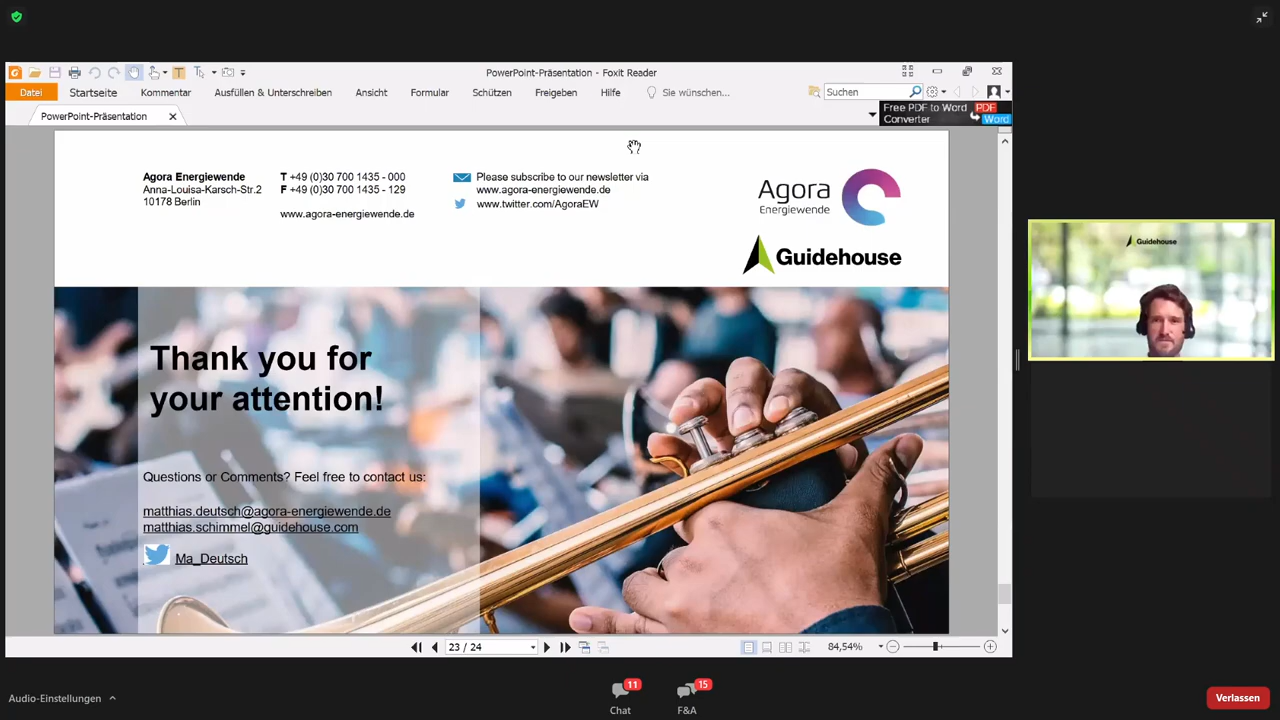 PowerPoint-Präsentation - Foxit Reader
Datei Startseite Kommentar Ausfüllen & Unterschreiben Ansicht Formular Schützen Freigeben Hilfe Sie wünschen... Suchen
PowerPoint-Präsentation
Free PDF to Word Converter
PDF
Word
Agora Energiewende
Anna-Louisa-Karsch-Str.2
10178 Berlin
T +49 (0)30 700 1435 - 000
F +49 (0)30 700 1435 - 129
www.agora-energiewende.de
Please subscribe to our newsletter via
www.agora-energiewende.de
www.twitter.com/AgoraEW
Agora
Energiewende
Guidehouse
Guidehouse
Thank you for
your attention!
Questions or Comments? Feel free to contact us:
matthias.deutsch@agora-energiewende.de
matthias.schimmel@guidehouse.com
Ma_Deutsch
23 / 24
84,54%
Audio-Einstellungen
11
Chat
15
F&A
Verlassen